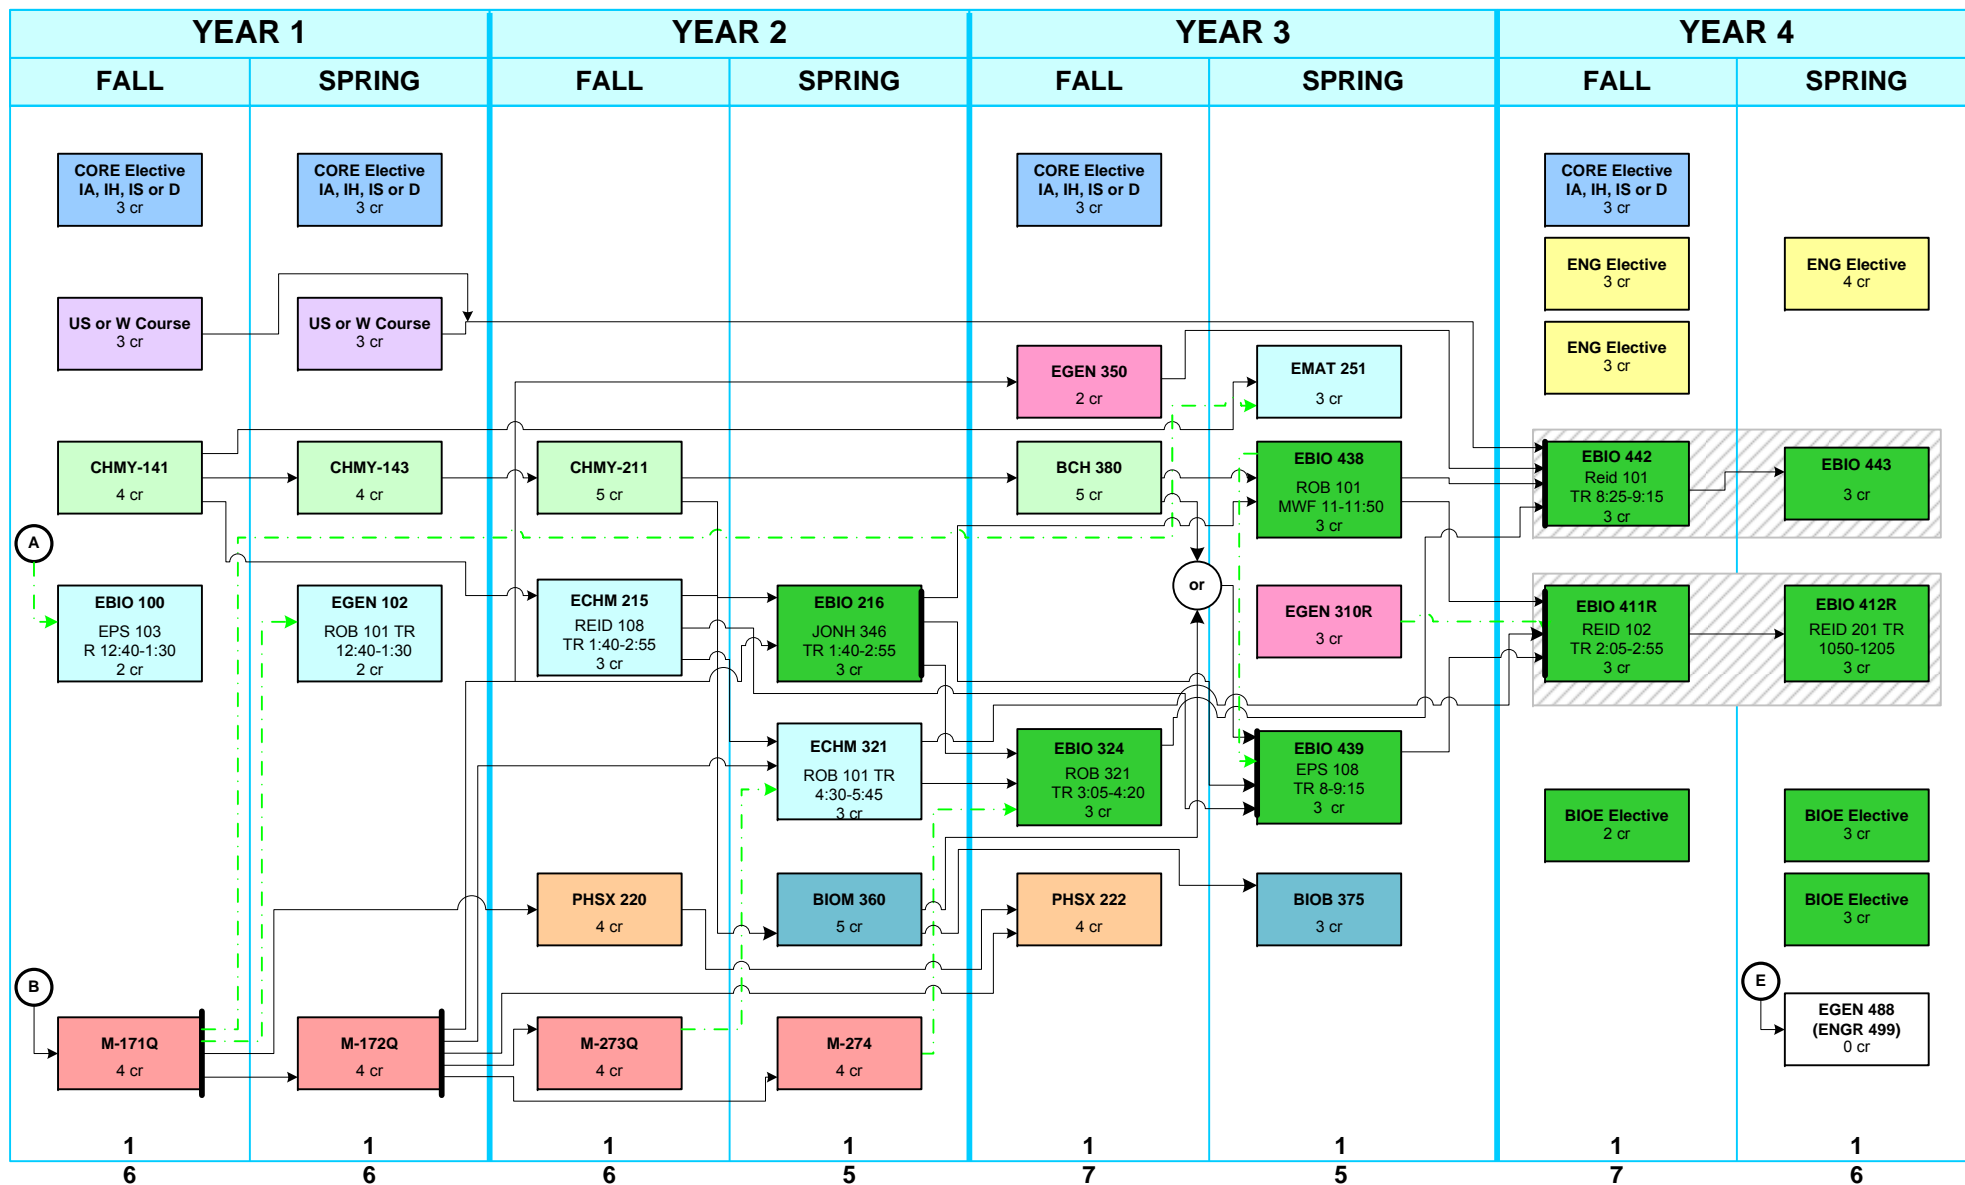 YEAR 1
YEAR 2
YEAR 3
YEAR 4
FALL
SPRING
FALL
SPRING
FALL
SPRING
FALL
SPRING
CORE Elective
IA, IH, IS or D
3 cr
US or W Course
3 cr
CHMY-141
4 cr
A
EBIO 100
EPS 103
R 12:40-1:30
2 cr
B
M-171Q
4 cr
1
6
CORE Elective
IA, IH, IS or D
3 cr
US or W Course
3 cr
CHMY-143
4 cr
EGEN 102
ROB 101 TR
12:40-1:30
2 cr
M-172Q
4 cr
1
6
CHMY-211
5 cr
ECHM 215
REID 108
TR 1:40-2:55
3 cr
PHSX 220
4 cr
M-273Q
4 cr
1
6
EBIO 216
JONH 346
TR 1:40-2:55
3 cr
ECHM 321
ROB 101 TR
4:30-5:45
3 cr
BIOM 360
5 cr
M-274
4 cr
1
5
CORE Elective
IA, IH, IS or D
3 cr
EGEN 350
2 cr
BCH 380
5 cr
or
EBIO 324
ROB 321
TR 3:05-4:20
3 cr
PHSX 222
4 cr
1
7
EMAT 251
3 cr
EBIO 438
ROB 101
MWF 11-11:50
3 cr
EGEN 310R
3 cr
EBIO 439
EPS 108
TR 8-9:15
3 cr
BIOB 375
3 cr
1
5
CORE Elective
IA, IH, IS or D
3 cr
ENG Elective
3 cr
ENG Elective
3 cr
EBIO 442
Reid 101
TR 8:25-9:15
3 cr
EBIO 411R
REID 102
TR 2:05-2:55
3 cr
BIOE Elective
2 cr
1
7
ENG Elective
4 cr
EBIO 443
3 cr
EBIO 412R
REID 201 TR
1050-1205
3 cr
BIOE Elective
3 cr
BIOE Elective
3 cr
E
EGEN 488
(ENGR 499)
0 cr
1
6